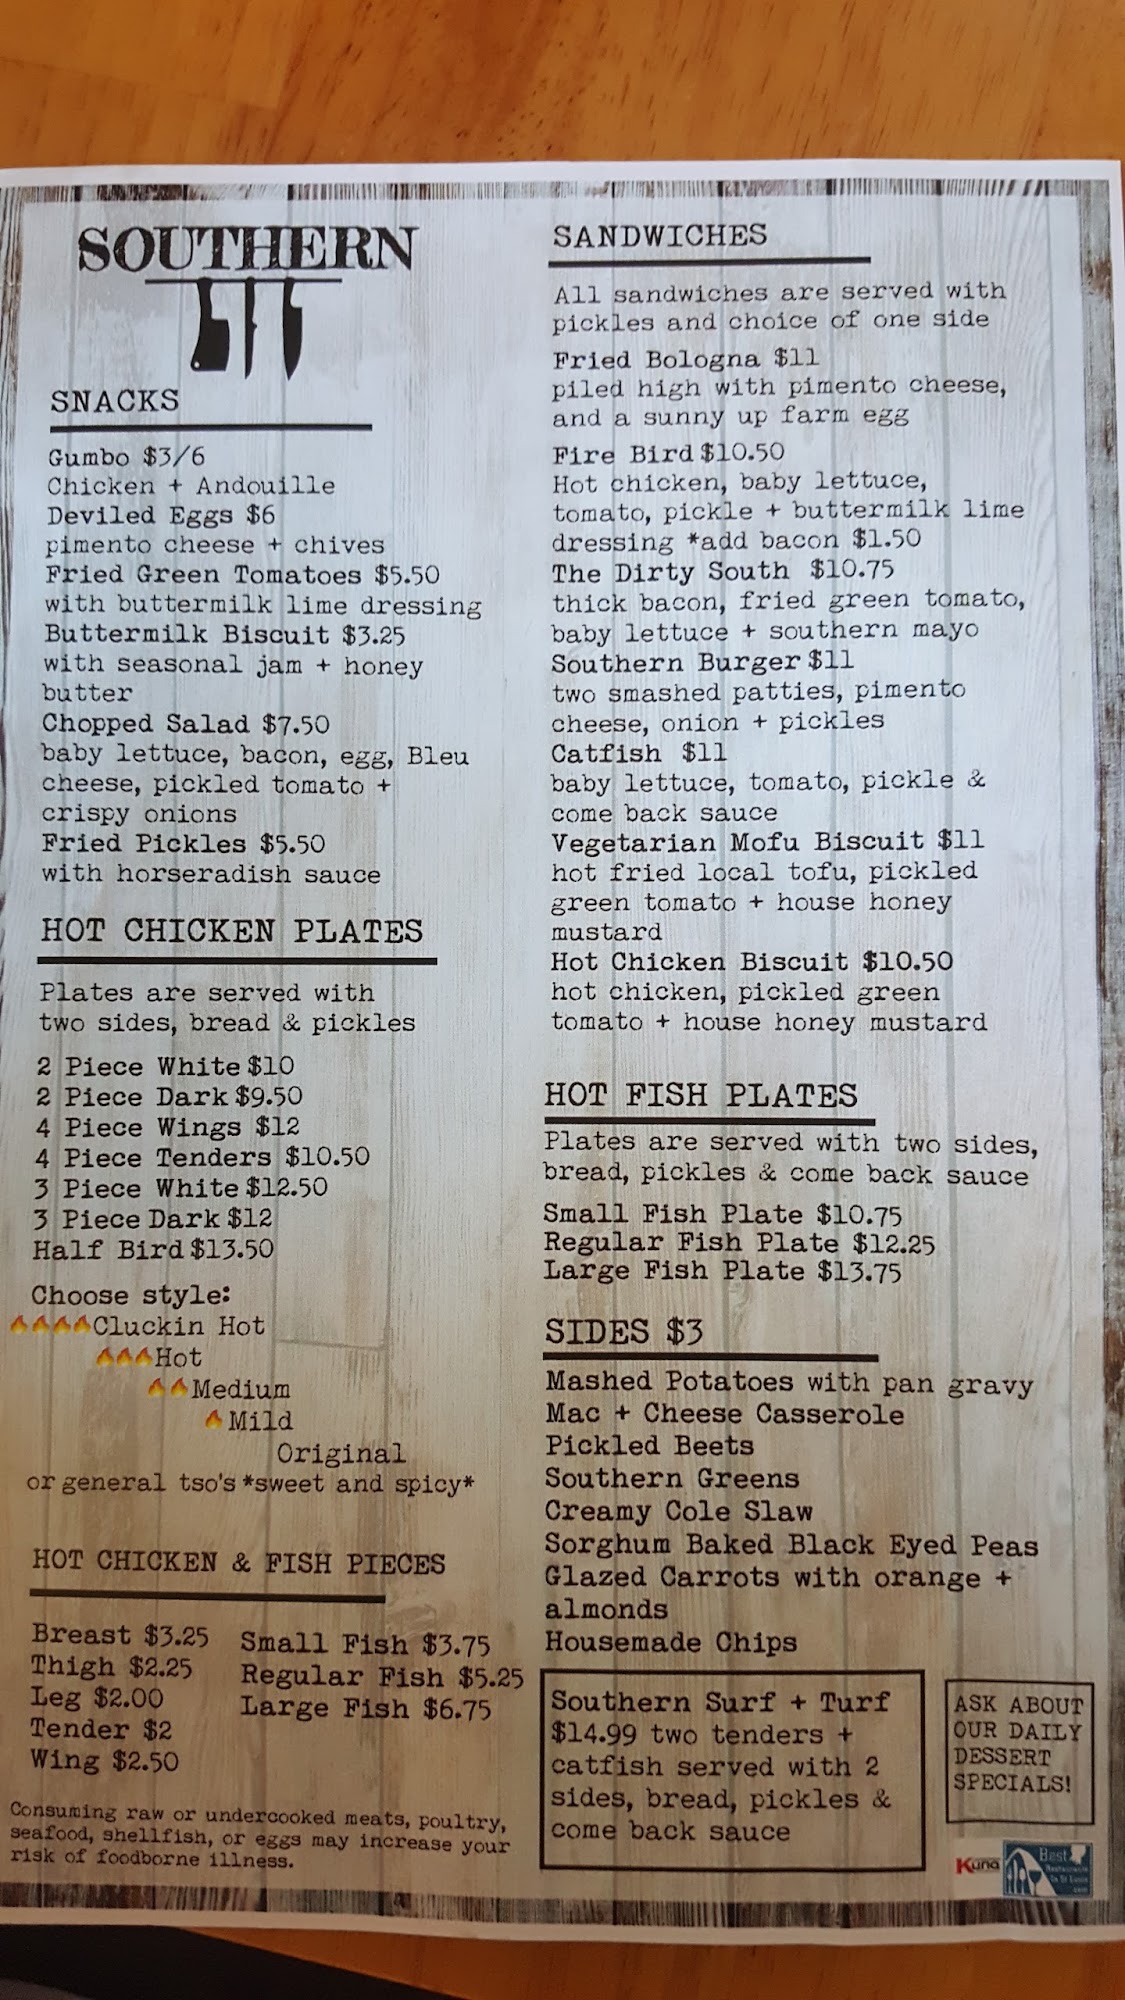 SOUTHERN
SNACKS
Gumbo $3/6
Chicken + Andouille
Deviled Eggs $6
pimento cheese + chives
Fried Green Tomatoes $5.50
with buttermilk lime dressing
Buttermilk Biscuit $3.25
with seasonal jam + honey
butter
Chopped Salad $7.50
baby lettuce, bacon, egg, Bleu
cheese, pickled tomato +
crispy onions
Fried Pickles $5.50
with horseradish sauce
HOT CHICKEN PLATES
Plates are served with
two sides, bread & pickles
2 Piece White $10
2 Piece Dark $9.50
4 Piece Wings $12
4 Piece Tenders $10.50
3 Piece White $12.50
3 Piece Dark $12
Half Bird $13.50
Choose style:
🔥🔥🔥🔥Cluckin Hot
🔥🔥🔥Hot
🔥🔥Medium
🔥Mild
Original
or general tso's *sweet and spicy*
HOT CHICKEN & FISH PIECES
Breast $3.25
Thigh $2.25
Leg $2.00
Tender $2
Wing $2.50
Small Fish $3.75
Regular Fish $5.25
Large Fish $6.75
Consuming raw or undercooked meats, poultry,
seafood, shellfish, or eggs may increase your
risk of foodborne illness.
SANDWICHES
All sandwiches are served with
pickles and choice of one side
Fried Bologna $11
piled high with pimento cheese,
and a sunny up farm egg
Fire Bird $10.50
Hot chicken, baby lettuce,
tomato, pickle + buttermilk lime
dressing *add bacon $1.50
The Dirty South $10.75
thick bacon, fried green tomato,
baby lettuce + southern mayo
Southern Burger $11
two smashed patties, pimento
cheese, onion + pickles
Catfish $11
baby lettuce, tomato, pickle &
come back sauce
Vegetarian Mofu Biscuit $11
hot fried local tofu, pickled
green tomato + house honey
mustard
Hot Chicken Biscuit $10.50
hot chicken, pickled green
tomato + house honey mustard
HOT FISH PLATES
Plates are served with two sides,
bread, pickles & come back sauce
Small Fish Plate $10.75
Regular Fish Plate $12.25
Large Fish Plate $13.75
SIDES $3
Mashed Potatoes with pan gravy
Mac + Cheese Casserole
Pickled Beets
Southern Greens
Creamy Cole Slaw
Sorghum Baked Black Eyed Peas
Glazed Carrots with orange +
almonds
Housemade Chips
Southern Surf + Turf
$14.99 two tenders +
catfish served with 2
sides, bread, pickles &
come back sauce
ASK ABOUT
OUR DAILY
DESSERT
SPECIALS!
Kuna
Best
Restaurants
In St Louis
.com